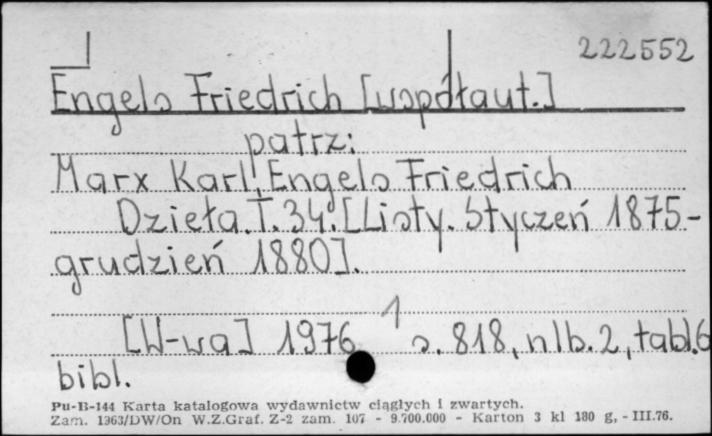 222552
Engels Friedrich [współaut.]
patrz:
Marx Karl, Engels Friedrich
Dzieła. T. 34. [Listy. Styczeń 1875-
grudzień 1880].
1
[W-wa] 1976 s. 818, nlb. 2, tabl. 6
bibl.
Pu-B-144 Karta katalogowa wydawnictw ciągłych i zwartych.
Zam. 1363/DW/On W.Z.Graf. Z-2 zam. 107 - 9.700.000 - Karton 3 kl 180 g, - III.76.